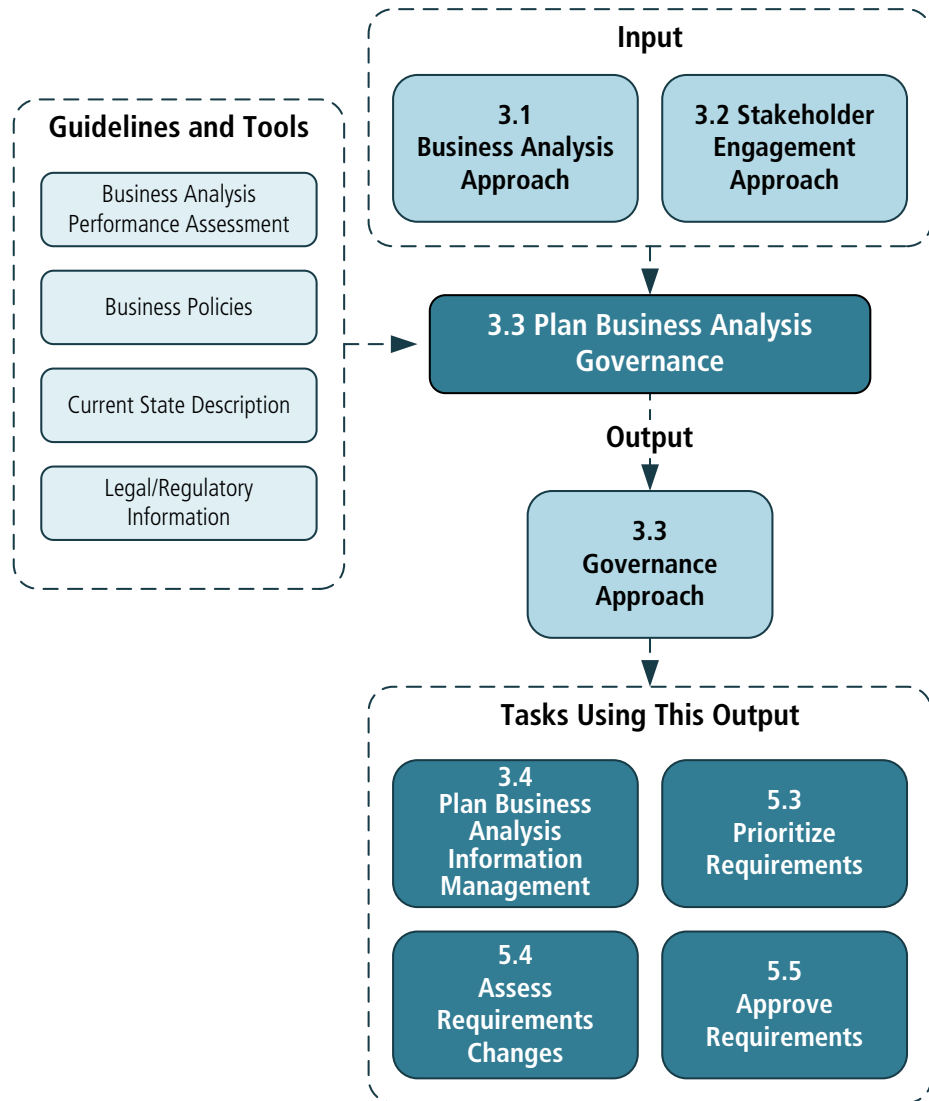 Input
3.1
Business Analysis
Approach
3.2 Stakeholder
Engagement
Approach
Guidelines and Tools
Business Analysis
Performance Assessment
Business Policies
Current State Description
Legal/Regulatory
Information
3.3 Plan Business Analysis
Governance
Output
3.3
Governance
Approach
Tasks Using This Output
3.4
Plan Business
Analysis
Information
Management
5.3
Prioritize
Requirements
5.4
Assess
Requirements
Changes
5.5
Approve
Requirements